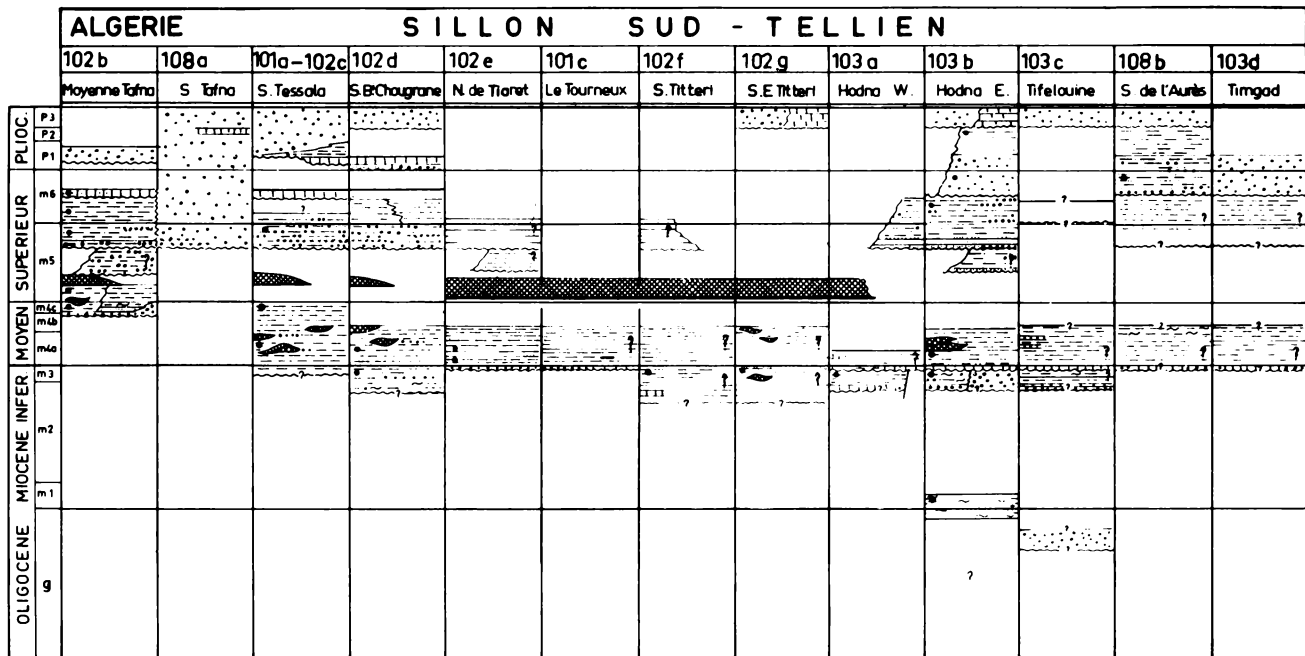 ALGERIE SILLON SUD - TELLIEN
102 b 108 a 101a-102c 102 d 102 e 101 c 102 f 102 g 103 a 103 b 103 c 108 b 103d
Moyenne Tafna S Tafna S. Tessala N. de Tiaret Le Tourneux S. Titteri S.E Titteri Hodna W. Hodna E. Tifelouine S de l'Aurès Timgad
PLIOC.
P3
P2
P1
SUPERIEUR
m6
?
?
?
?
?
m5
?
?
?
?
?
MOYEN
m4c
m4b
m4a
?
?
?
?
?
?
?
?
?
MIOCENE INFER
m3
?
?
?
?
?
m2
m1
OLIGOCENE
g
?
?
?